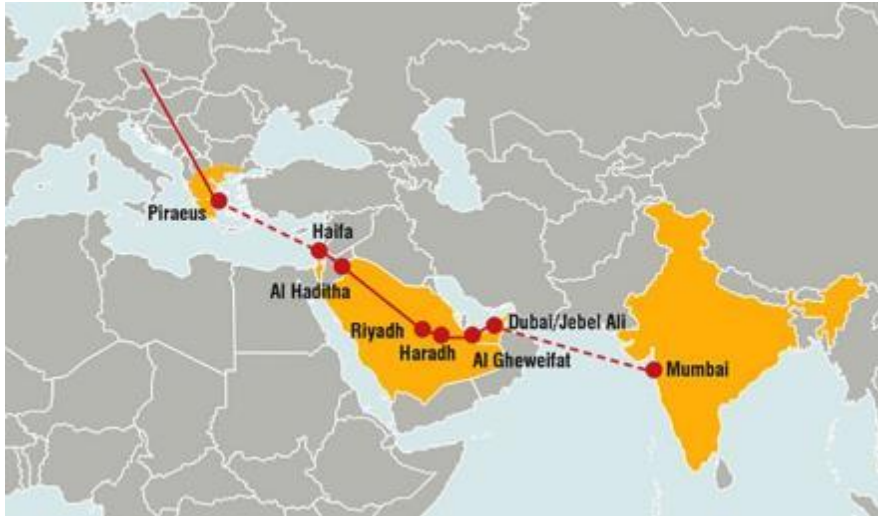 Piraeus
Haifa
Al Haditha
Riyadh
Haradh
Al Gheweifat
Dubai/Jebel Ali
Mumbai